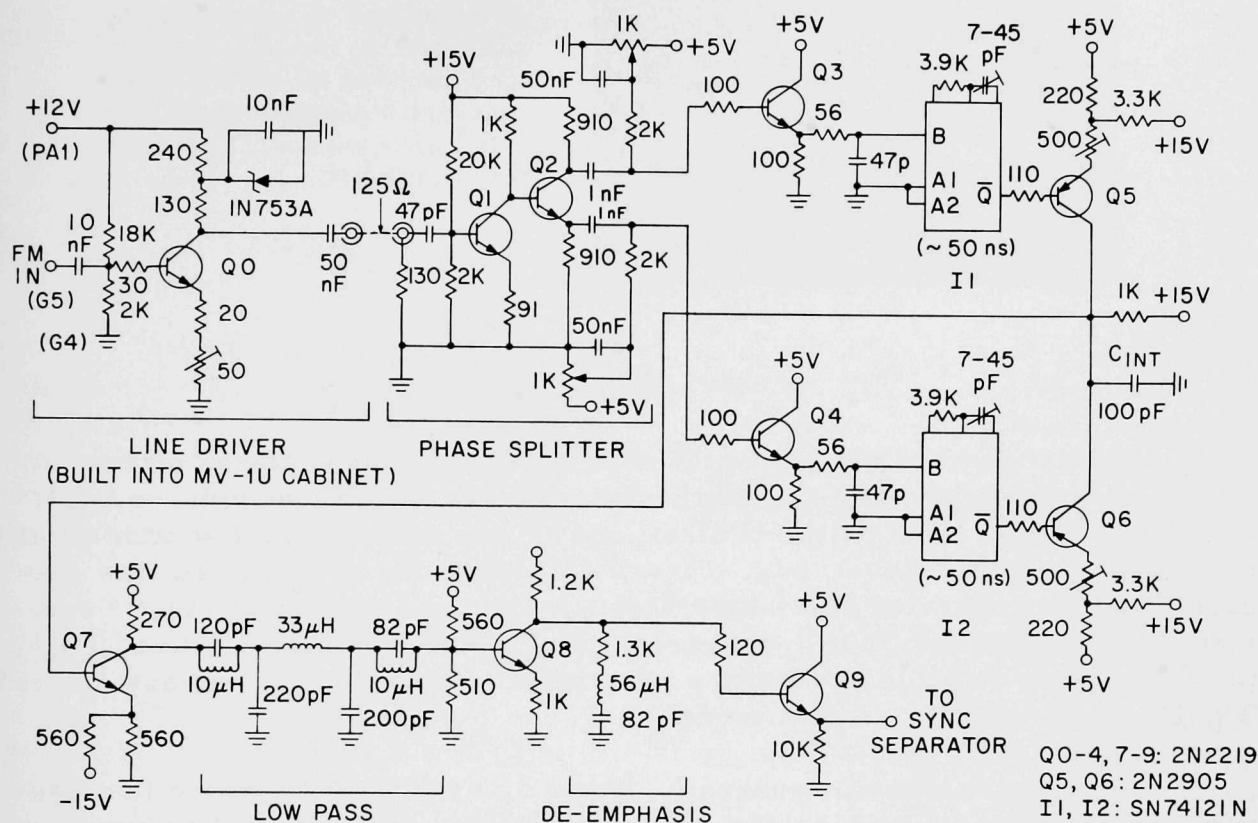 +12V
(PA1)
10nF
240
1N753A
130
10 nF
18K
FM IN
(G5)
30
2K
(G4)
Q0
20
50
50 nF
125Ω
47pF
130
+15V
1K
910
20K
Q1
Q2
2K
91
1nF
1nF
910
2K
50nF
1K
+5V
1K
+5V
50nF
2K
LINE DRIVER
(BUILT INTO MV-1U CABINET)
PHASE SPLITTER
+5V
100
Q3
56
100
47p
3.9K
7-45 pF
B
A1
A2
Q̅
(~50 ns)
I1
110
+5V
220
3.3K
+15V
500
Q5
1K
+15V
C INT
100pF
+5V
100
Q4
56
100
47p
3.9K
7-45 pF
B
A1
A2
Q̅
(~50 ns)
I2
110
Q6
500
3.3K
+15V
220
+5V
+5V
270
Q7
560
560
-15V
120pF
10μH
33μH
220pF
200pF
82pF
10μH
LOW PASS
+5V
560
510
1.2K
Q8
1K
1.3K
56μH
82pF
DE-EMPHASIS
120
+5V
Q9
10K
TO SYNC SEPARATOR
Q0-4, 7-9: 2N2219
Q5, Q6: 2N2905
I1, I2: SN74121N